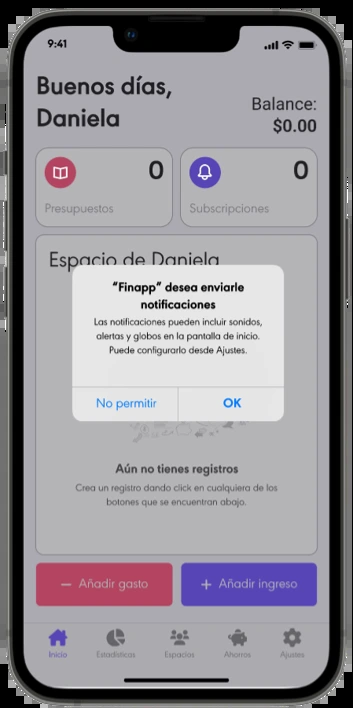 9:41
Buenos días,
Daniela
Balance:
$0.00
0
Presupuestos
0
Subscripciones
Espacio de Daniela
“Finapp” desea enviarle
notificaciones
Las notificaciones pueden incluir sonidos,
alertas y globos en la pantalla de inicio.
Puede configurarlo desde Ajustes.
No permitir
OK
Aún no tienes registros
Crea un registro dando click en cualquiera de los
botones que se encuentran abajo.
− Añadir gasto
+ Añadir ingreso
Inicio
Estadísticas
Espacios
Ahorros
Ajustes